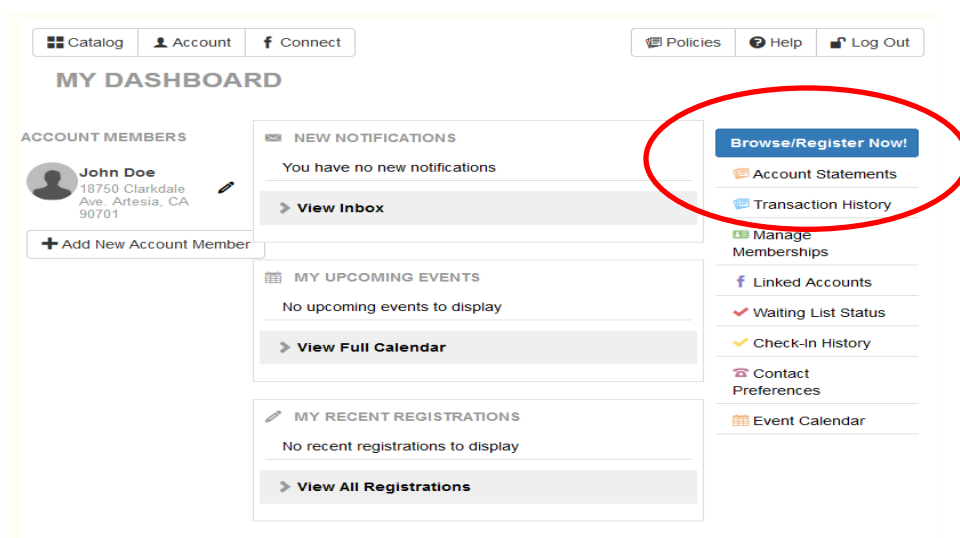 Catalog
Account
Connect
Policies
Help
Log Out
MY DASHBOARD
ACCOUNT MEMBERS
John Doe
18750 Clarkdale
Ave. Artesia, CA
90701
Add New Account Member
NEW NOTIFICATIONS
You have no new notifications
View Inbox
MY UPCOMING EVENTS
No upcoming events to display
View Full Calendar
MY RECENT REGISTRATIONS
No recent registrations to display
View All Registrations
Browse/Register Now!
Account Statements
Transaction History
Manage
Memberships
Linked Accounts
Waiting List Status
Check-In History
Contact
Preferences
Event Calendar